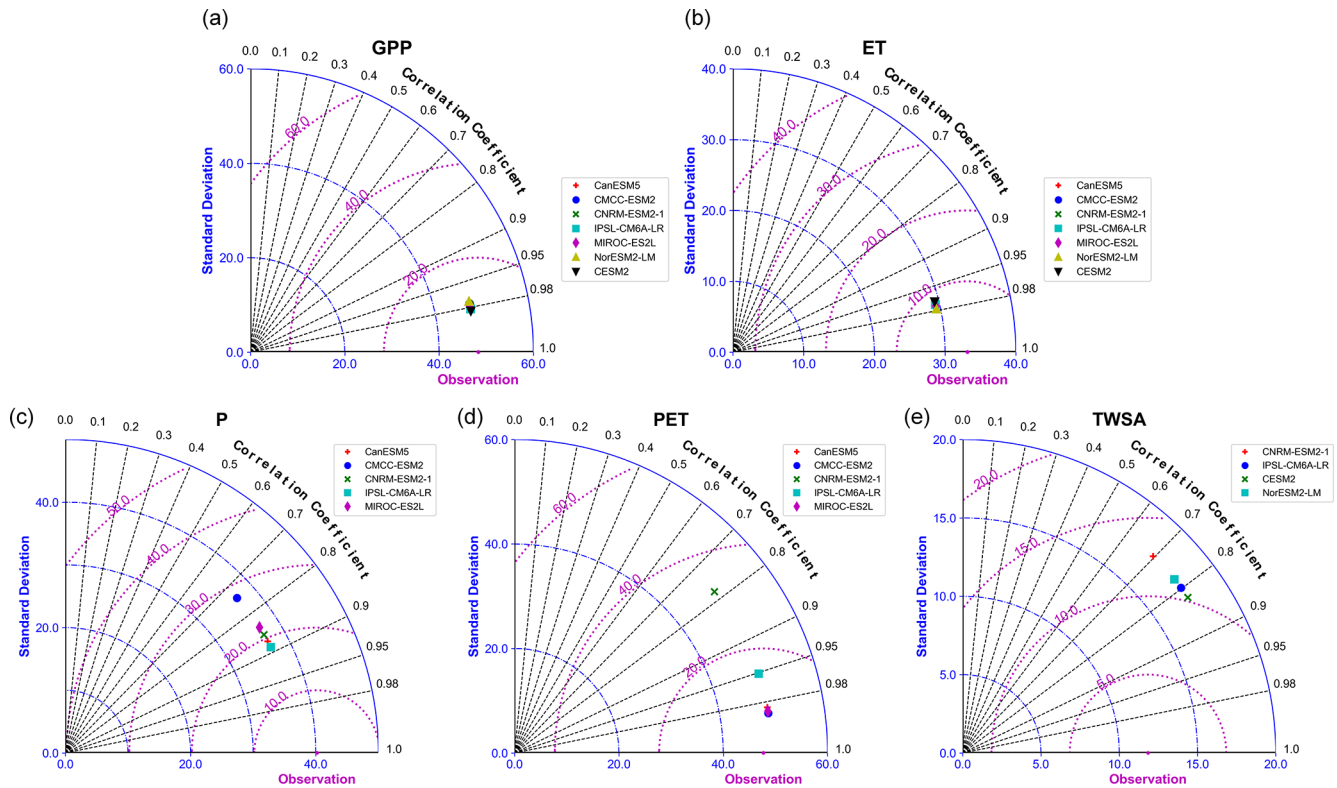 (a)
GPP
0.0 0.1 0.2 0.3 0.4 0.5 0.6 0.7 0.8 0.9 0.95 0.98 1.0
Correlation Coefficient
60.0
40.0
20.0
0.0
Standard Deviation
60.0
40.0
20.0
0.0 20.0 40.0 60.0
Observation
CanESM5
CMCC-ESM2
CNRM-ESM2-1
IPSL-CM6A-LR
MIROC-ES2L
NorESM2-LM
CESM2
(b)
ET
0.0 0.1 0.2 0.3 0.4 0.5 0.6 0.7 0.8 0.9 0.95 0.98 1.0
Correlation Coefficient
40.0
30.0
20.0
10.0
0.0
Standard Deviation
40.0
30.0
20.0
10.0
0.0 10.0 20.0 30.0 40.0
Observation
CanESM5
CMCC-ESM2
CNRM-ESM2-1
IPSL-CM6A-LR
MIROC-ES2L
NorESM2-LM
CESM2
(c)
P
0.0 0.1 0.2 0.3 0.4 0.5 0.6 0.7 0.8 0.9 0.95 0.98 1.0
Correlation Coefficient
40.0
20.0
0.0
Standard Deviation
50.0
40.0
30.0
20.0
10.0
0.0 20.0 40.0
Observation
CanESM5
CMCC-ESM2
CNRM-ESM2-1
IPSL-CM6A-LR
MIROC-ES2L
(d)
PET
0.0 0.1 0.2 0.3 0.4 0.5 0.6 0.7 0.8 0.9 0.95 0.98 1.0
Correlation Coefficient
60.0
40.0
20.0
0.0
Standard Deviation
60.0
40.0
20.0
0.0 20.0 40.0 60.0
Observation
CanESM5
CMCC-ESM2
CNRM-ESM2-1
IPSL-CM6A-LR
MIROC-ES2L
(e)
TWSA
0.0 0.1 0.2 0.3 0.4 0.5 0.6 0.7 0.8 0.9 0.95 0.98 1.0
Correlation Coefficient
20.0
15.0
10.0
5.0
0.0
Standard Deviation
20.0
15.0
10.0
5.0
0.0 5.0 10.0 15.0 20.0
Observation
CNRM-ESM2-1
IPSL-CM6A-LR
CESM2
NorESM2-LM